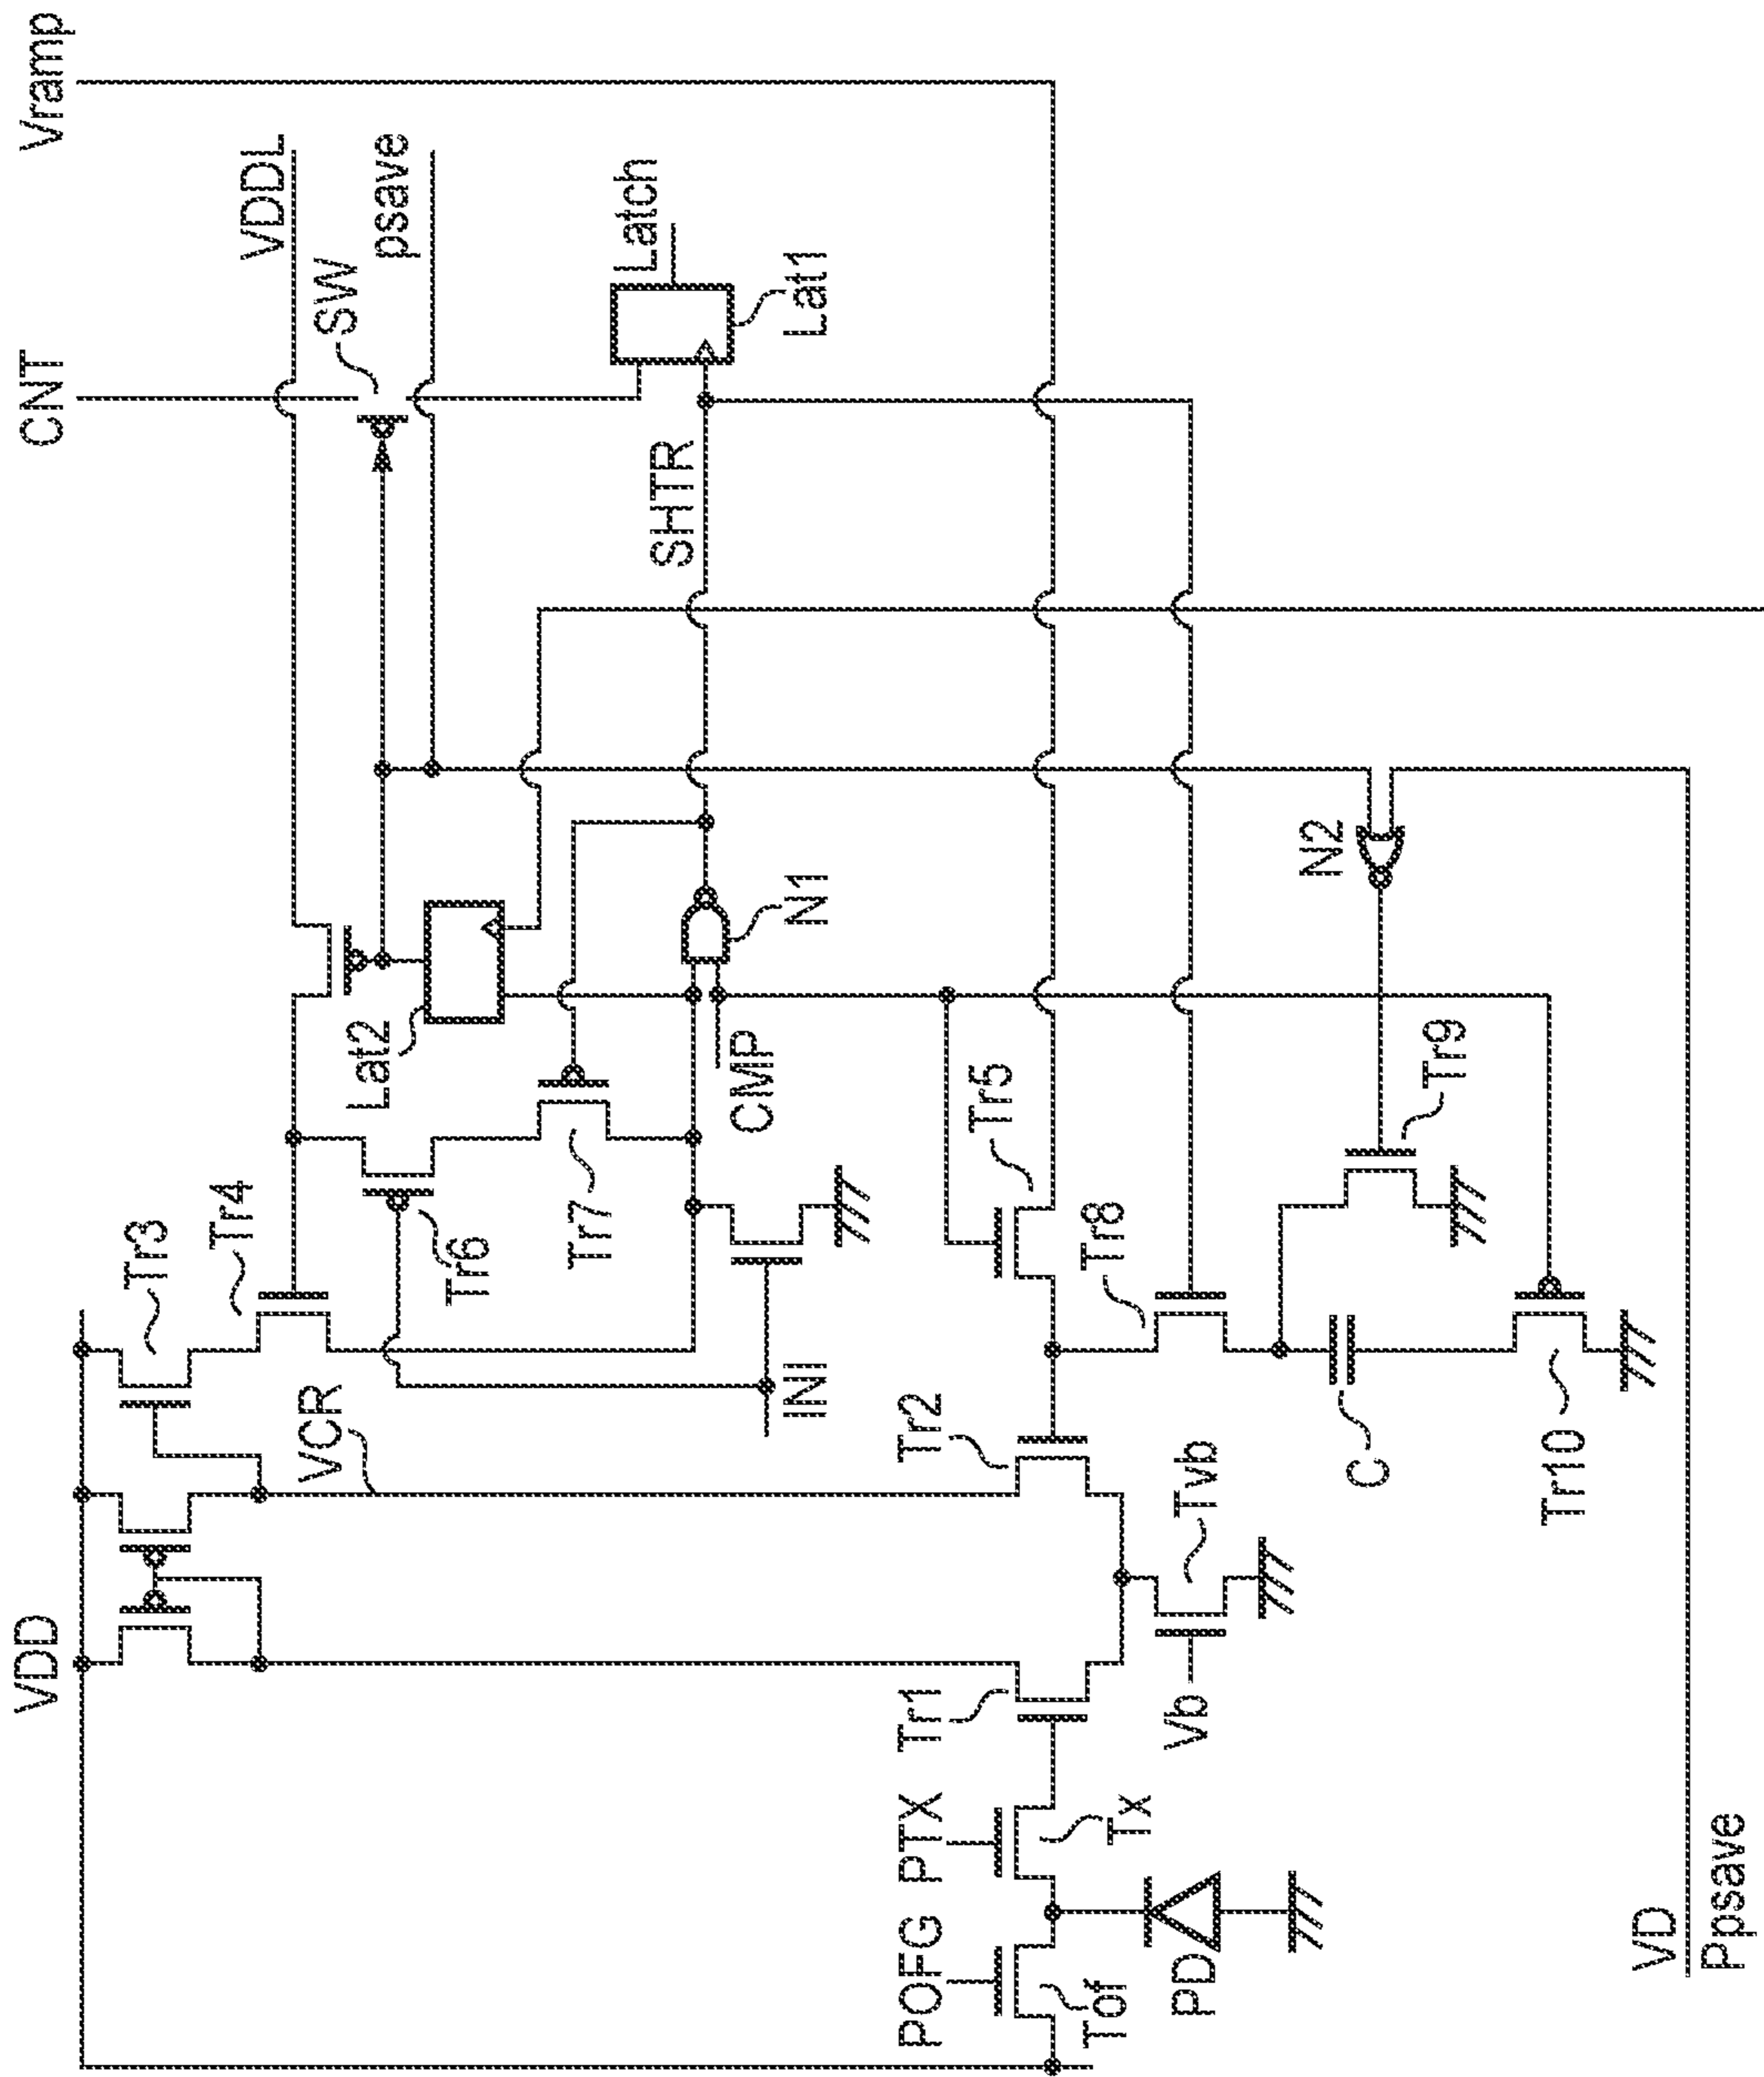 VDD
VCR
Tr3
Tr4
Tr6
Tr7
Lat2
INI
CMP
N1
SHTR
CNT
SW
VDDL
psave
Latch
Lat1
Vramp
POFG
PTX
Tof
Tx
PD
Tr1
Vb
Tvb
Tr2
Tr5
Tr8
C
Tr10
Tr9
N2
VD
Ppsave